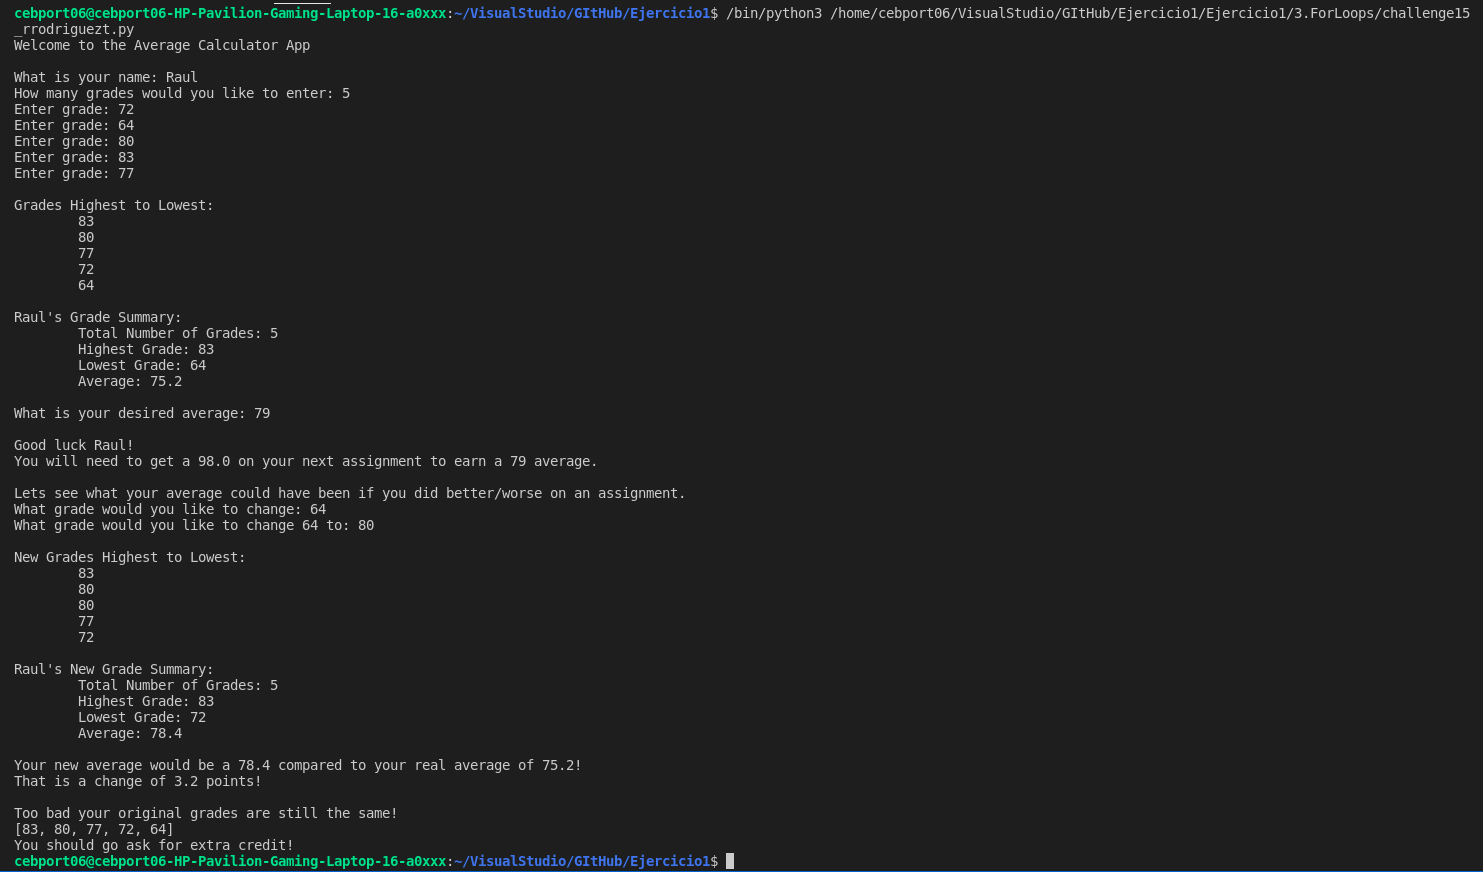 cebport06@cebport06-HP-Pavilion-Gaming-Laptop-16-a0xxx:~/VisualStudio/GItHub/Ejercicio1$ /bin/python3 /home/cebport06/VisualStudio/GItHub/Ejercicio1/Ejercicio1/3.ForLoops/challenge15
_rrodriguezt.py
Welcome to the Average Calculator App
What is your name: Raul
How many grades would you like to enter: 5
Enter grade: 72
Enter grade: 64
Enter grade: 80
Enter grade: 83
Enter grade: 77
Grades Highest to Lowest:
83
80
77
72
64
Raul's Grade Summary:
Total Number of Grades: 5
Highest Grade: 83
Lowest Grade: 64
Average: 75.2
What is your desired average: 79
Good luck Raul!
You will need to get a 98.0 on your next assignment to earn a 79 average.
Lets see what your average could have been if you did better/worse on an assignment.
What grade would you like to change: 64
What grade would you like to change 64 to: 80
New Grades Highest to Lowest:
83
80
80
77
72
Raul's New Grade Summary:
Total Number of Grades: 5
Highest Grade: 83
Lowest Grade: 72
Average: 78.4
Your new average would be a 78.4 compared to your real average of 75.2!
That is a change of 3.2 points!
Too bad your original grades are still the same!
[83, 80, 77, 72, 64]
You should go ask for extra credit!
cebport06@cebport06-HP-Pavilion-Gaming-Laptop-16-a0xxx:~/VisualStudio/GItHub/Ejercicio1$